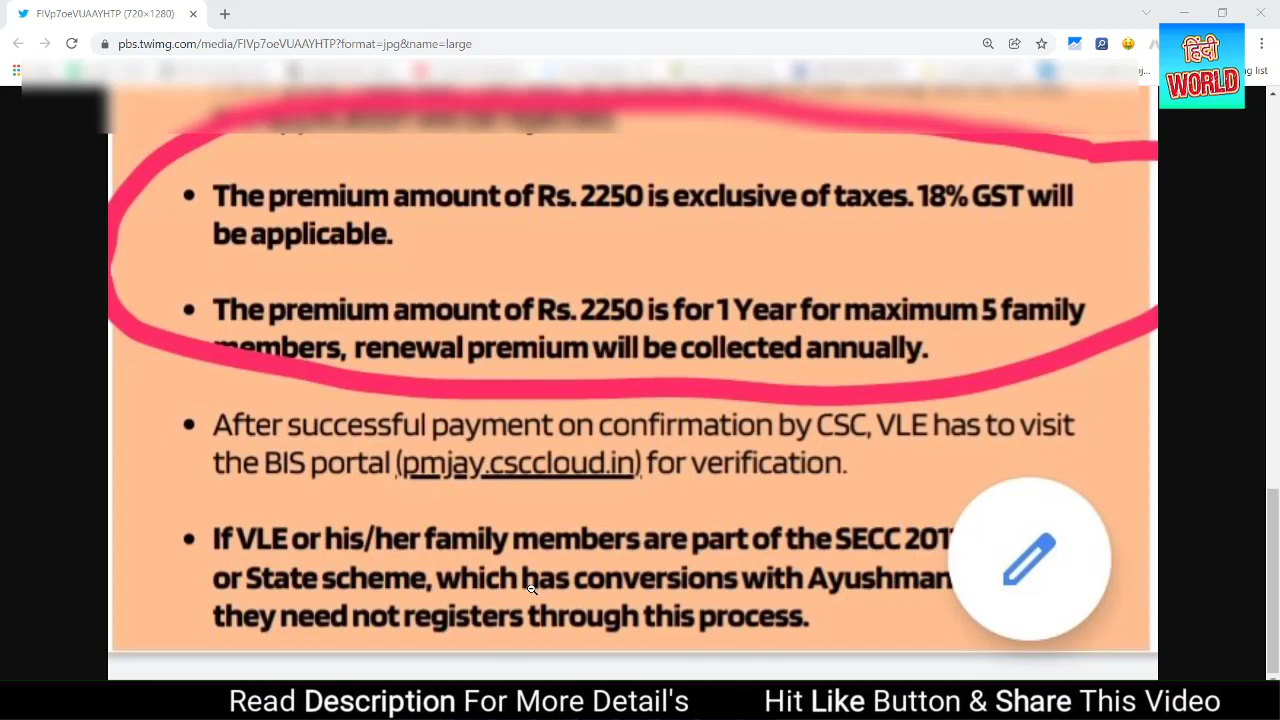 FIVp7oeVUAAYHTP (720×1280)
pbs.twimg.com/media/FIVp7oeVUAAYHTP?format=jpg&name=large
हिंदी
WORLD
The premium amount of Rs. 2250 is exclusive of taxes. 18% GST will
be applicable.
The premium amount of Rs. 2250 is for 1 Year for maximum 5 family
members, renewal premium will be collected annually.
After successful payment on confirmation by CSC, VLE has to visit
the BIS portal (pmjay.csccloud.in) for verification.
If VLE or his/her family members are part of the SECC 201
or State scheme, which has conversions with Ayushman
they need not registers through this process.
Read Description For More Detail's
Hit Like Button & Share This Video